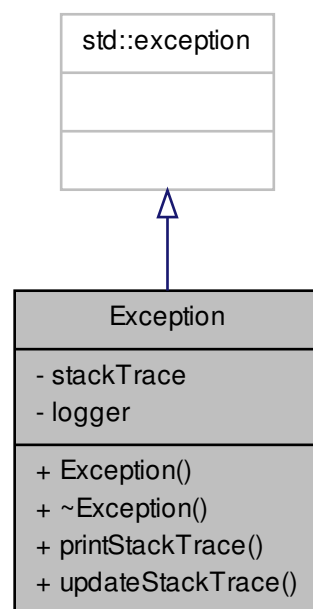 std::exception
Exception
- stackTrace
- logger
+ Exception()
+ ~Exception()
+ printStackTrace()
+ updateStackTrace()